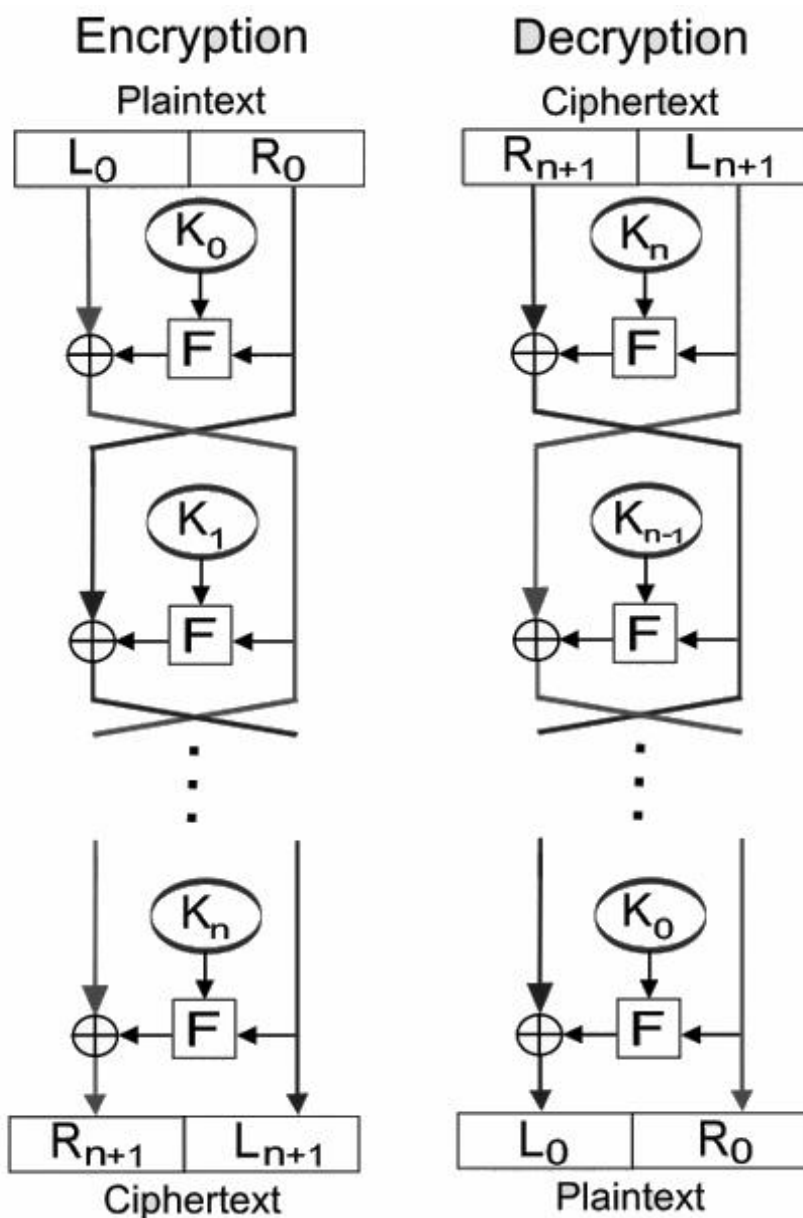 Encryption
Plaintext
L₀ R₀
K₀
F
K₁
F
Kₙ
F
Rₙ₊₁ Lₙ₊₁
Ciphertext
Decryption
Ciphertext
Rₙ₊₁ Lₙ₊₁
Kₙ
F
Kₙ₋₁
F
K₀
F
L₀ R₀
Plaintext